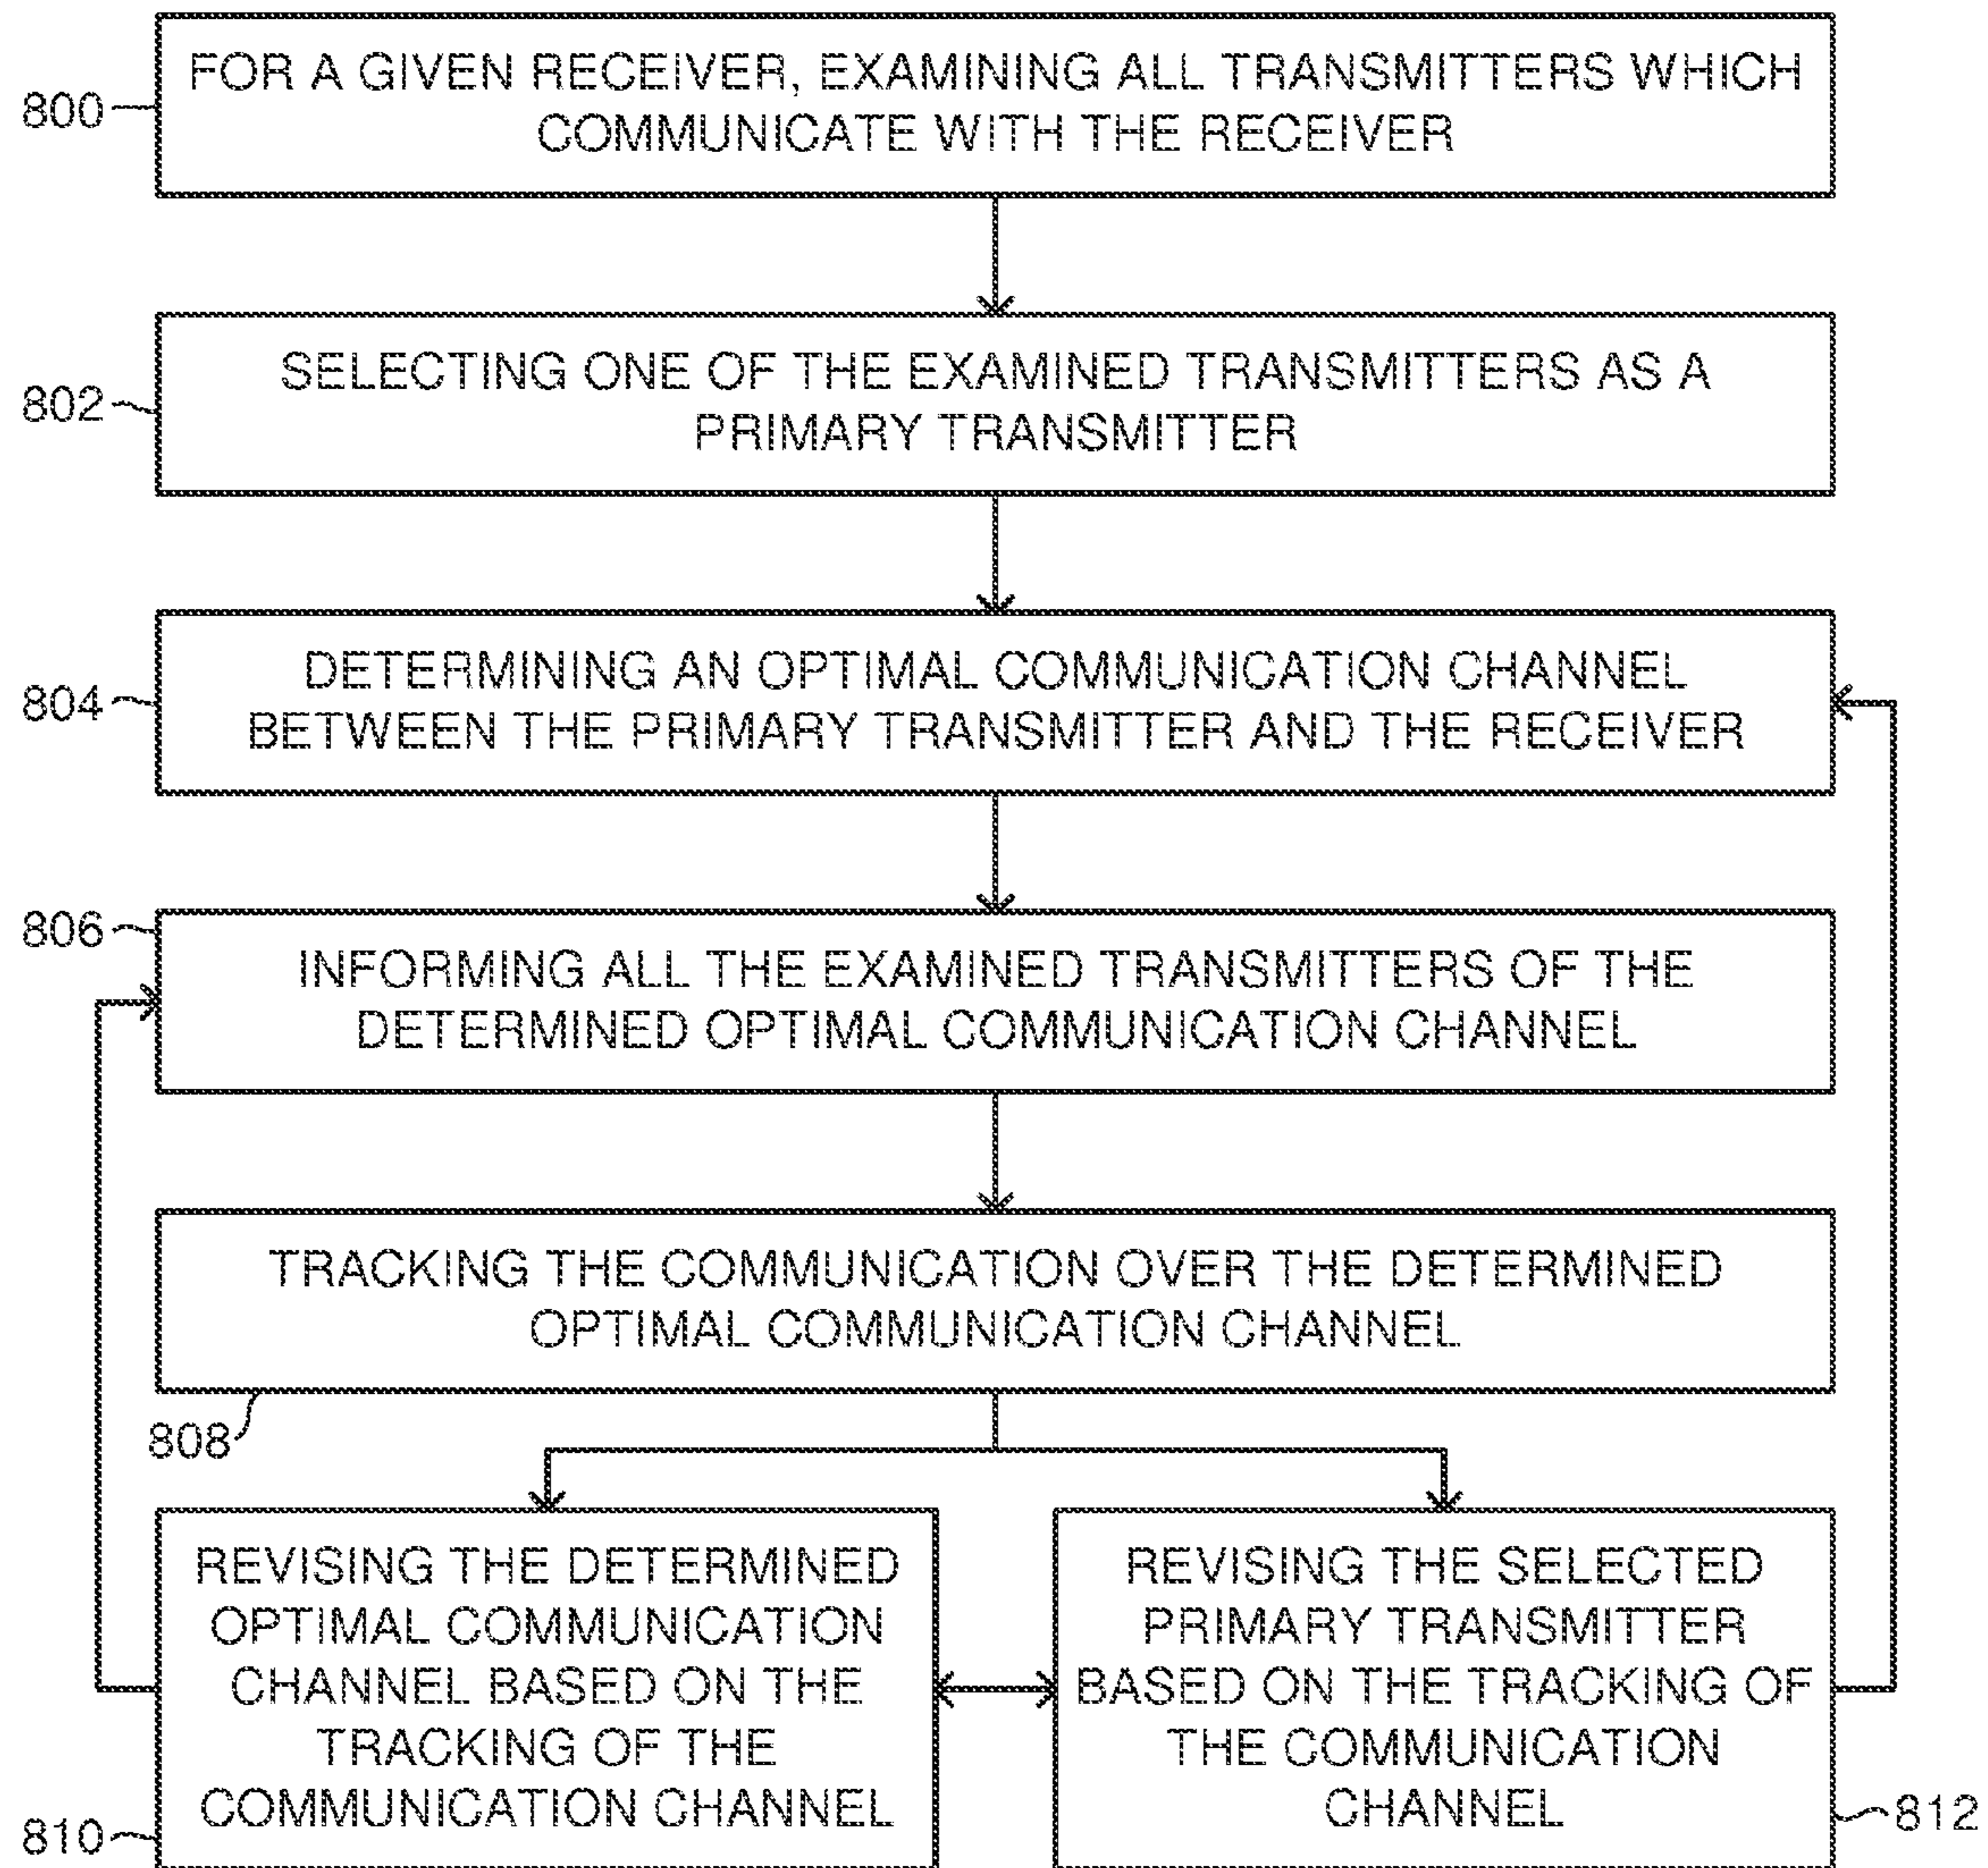 FOR A GIVEN RECEIVER, EXAMINING ALL TRANSMITTERS WHICH
COMMUNICATE WITH THE RECEIVER
800
SELECTING ONE OF THE EXAMINED TRANSMITTERS AS A
PRIMARY TRANSMITTER
802
DETERMINING AN OPTIMAL COMMUNICATION CHANNEL
BETWEEN THE PRIMARY TRANSMITTER AND THE RECEIVER
804
806
INFORMING ALL THE EXAMINED TRANSMITTERS OF THE
DETERMINED OPTIMAL COMMUNICATION CHANNEL
TRACKING THE COMMUNICATION OVER THE DETERMINED
OPTIMAL COMMUNICATION CHANNEL
808
REVISING THE DETERMINED
OPTIMAL COMMUNICATION
CHANNEL BASED ON THE
TRACKING OF THE
COMMUNICATION CHANNEL
810
REVISING THE SELECTED
PRIMARY TRANSMITTER
BASED ON THE TRACKING OF
THE COMMUNICATION
CHANNEL
812